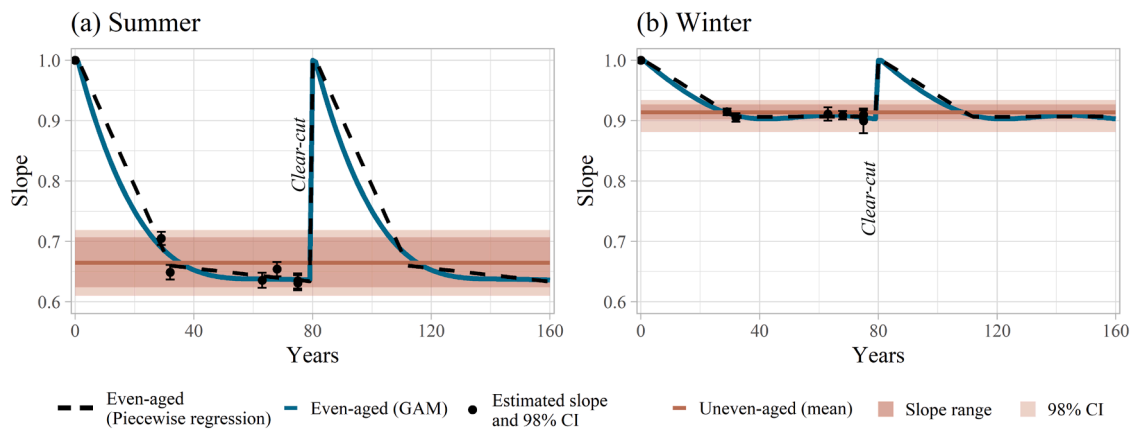 (a) Summer
1.0
0.9
0.8
0.7
0.6
Slope
Clear-cut
0
40
80
120
160
Years
(b) Winter
1.0
0.9
0.8
0.7
0.6
Slope
Clear-cut
0
40
80
120
160
Years
Even-aged
(Piecewise regression)
Even-aged (GAM)
Estimated slope
and 98% CI
Uneven-aged (mean)
Slope range
98% CI